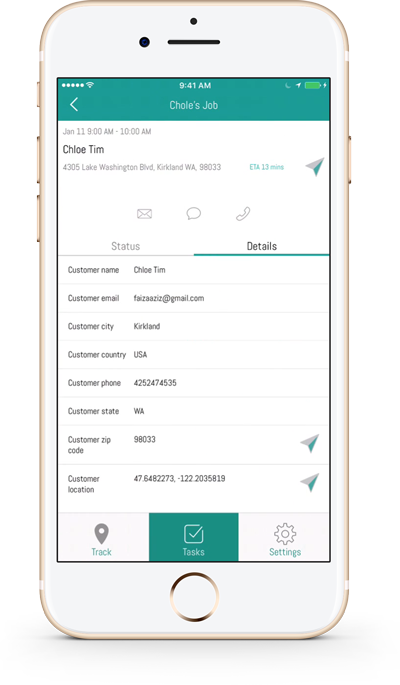 9:41 AM
Chole's Job
Jan 11 9:00 AM - 10:00 AM
Chloe Tim
4305 Lake Washington Blvd, Kirkland WA, 98033 ETA 13 mins
Status Details
Customer name Chloe Tim
Customer email faizaaziz@gmail.com
Customer city Kirkland
Customer country USA
Customer phone 4252474535
Customer state WA
Customer zip 98033
code
Customer 47.6482273, -122.2035819
location
Track Tasks Settings